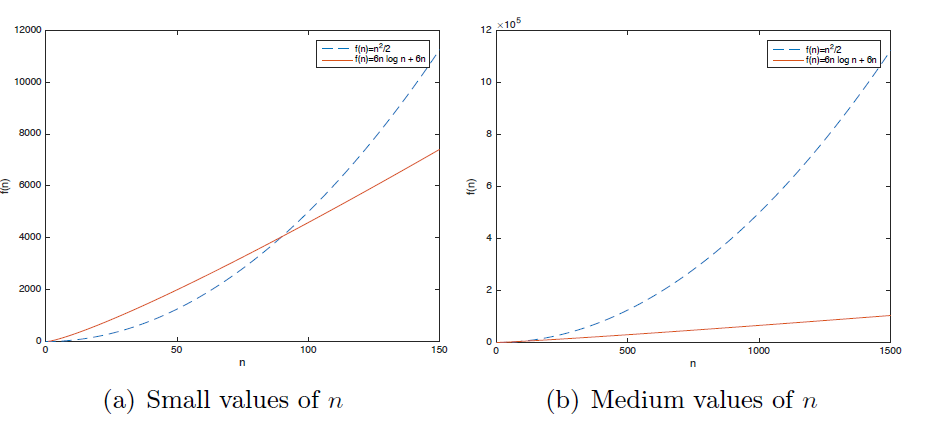 12000
10000
8000
6000
4000
2000
0
f(n)
f(n)=n²/2
f(n)=6n log n + 6n
0 50 100 150
n
(a) Small values of n
×10⁵
12
10
8
6
4
2
0
f(n)
f(n)=n²/2
f(n)=6n log n + 6n
0 500 1000 1500
n
(b) Medium values of n